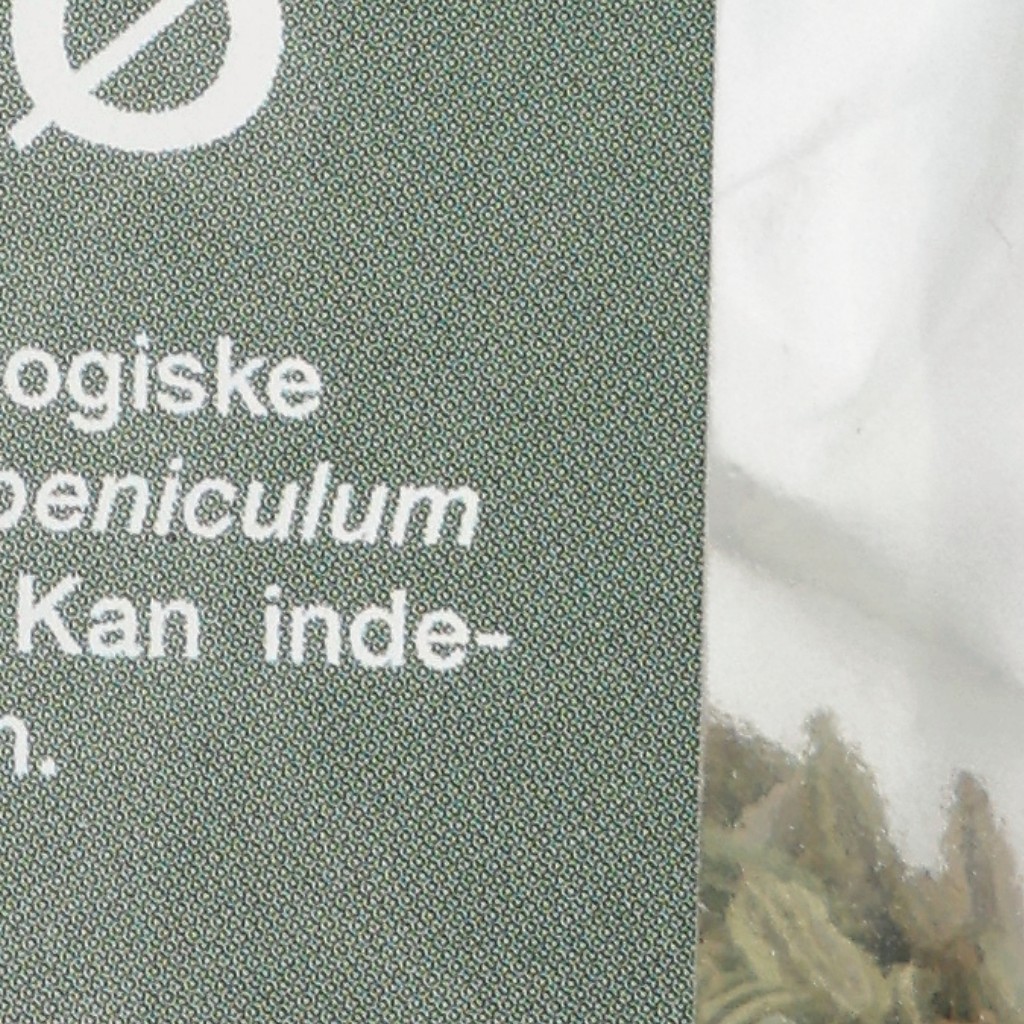 Ø
ogiske
peniculum
Kan inde-
n.